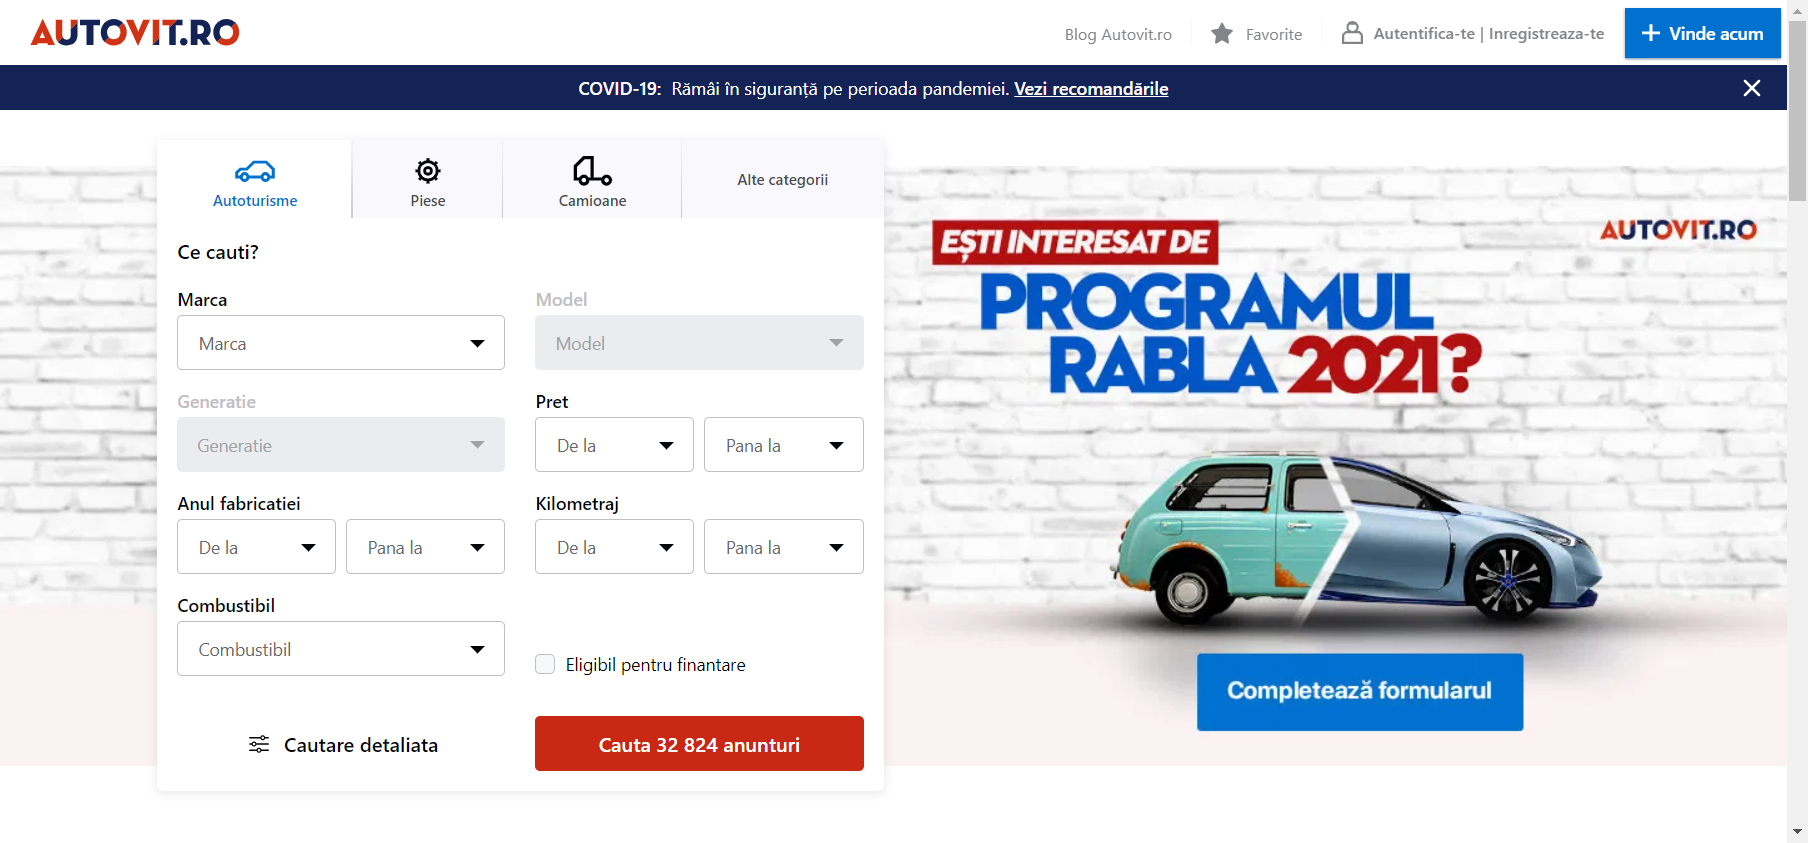 AUTOVIT.RO
Blog Autovit.ro
Favorite
Autentifica-te | Inregistreaza-te
Vinde acum
COVID-19: Rămâi în siguranță pe perioada pandemiei. Vezi recomandările
Autoturisme
Piese
Camioane
Alte categorii
Ce cauti?
Marca
Model
Marca
Model
Generatie
Pret
Generatie
De la
Pana la
Anul fabricatiei
Kilometraj
De la
Pana la
De la
Pana la
Combustibil
Combustibil
Eligibil pentru finantare
Cautare detaliata
Cauta 32 824 anunturi
AUTOVIT.RO
EȘTI INTERESAT DE
PROGRAMUL
RABLA 2021?
Completează formularul